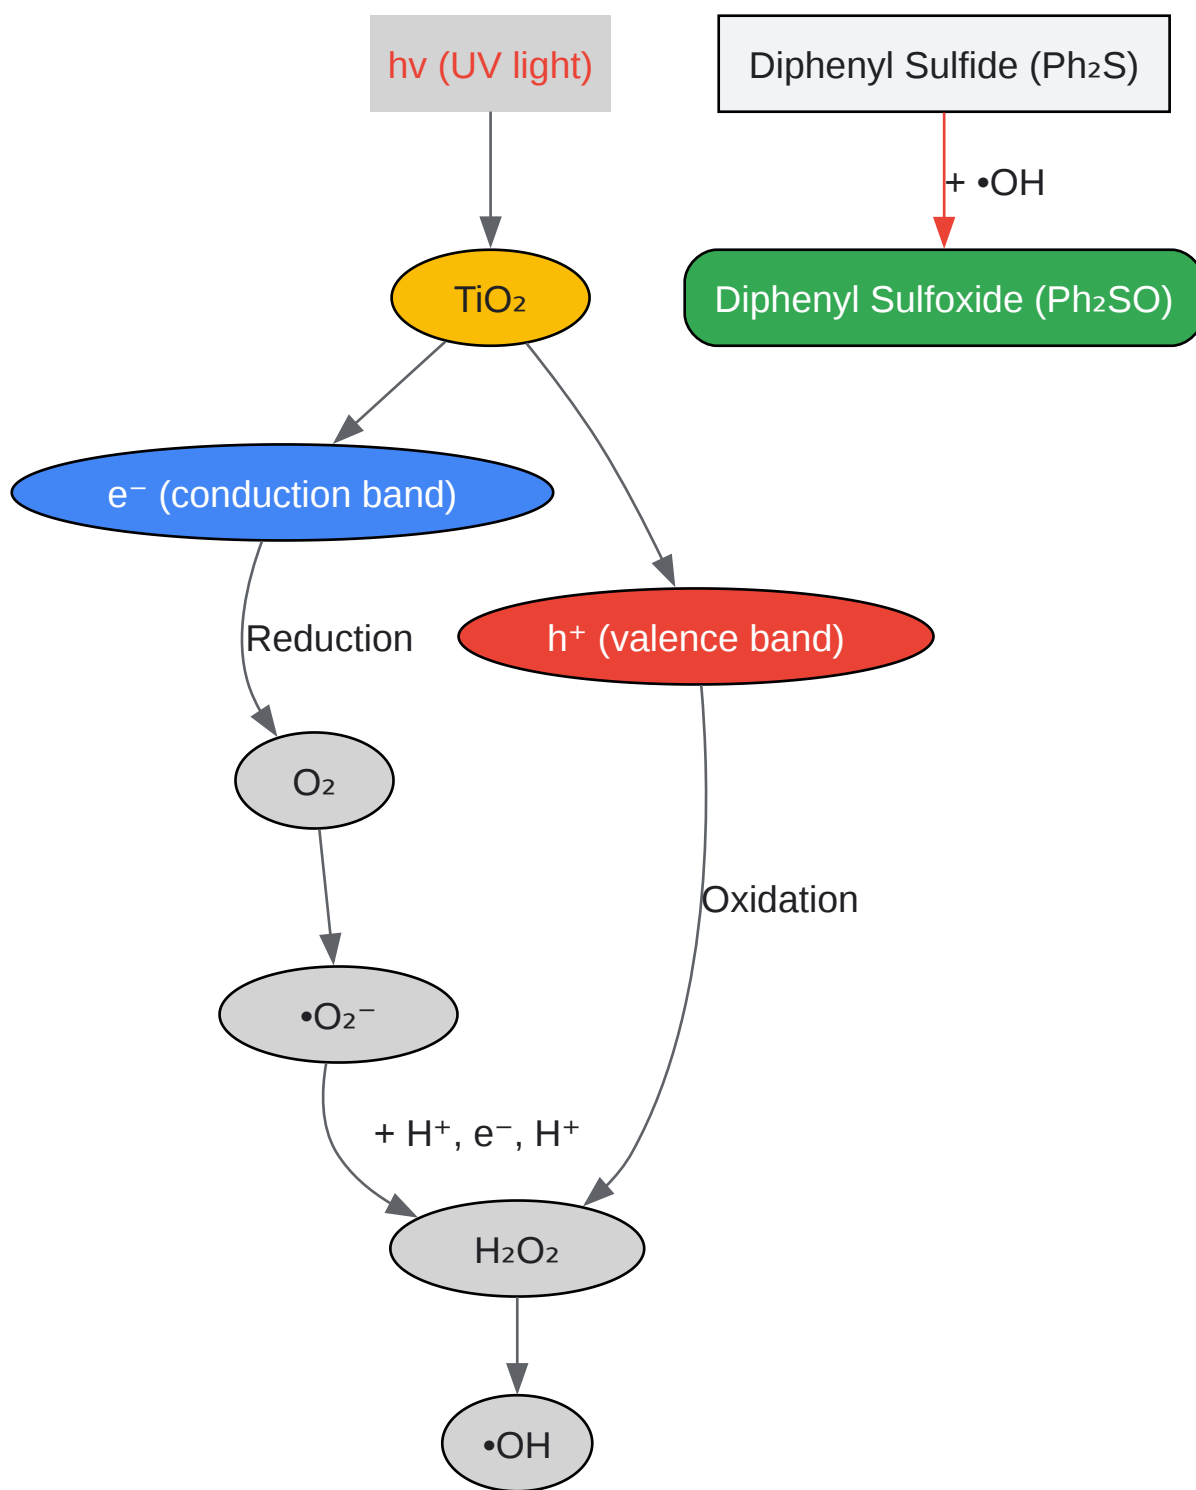 hv (UV light)
Diphenyl Sulfide (Ph₂S)
+ •OH
TiO₂
Diphenyl Sulfoxide (Ph₂SO)
e⁻ (conduction band)
Reduction
h⁺ (valence band)
O₂
Oxidation
•O₂⁻
+ H⁺, e⁻, H⁺
H₂O₂
•OH